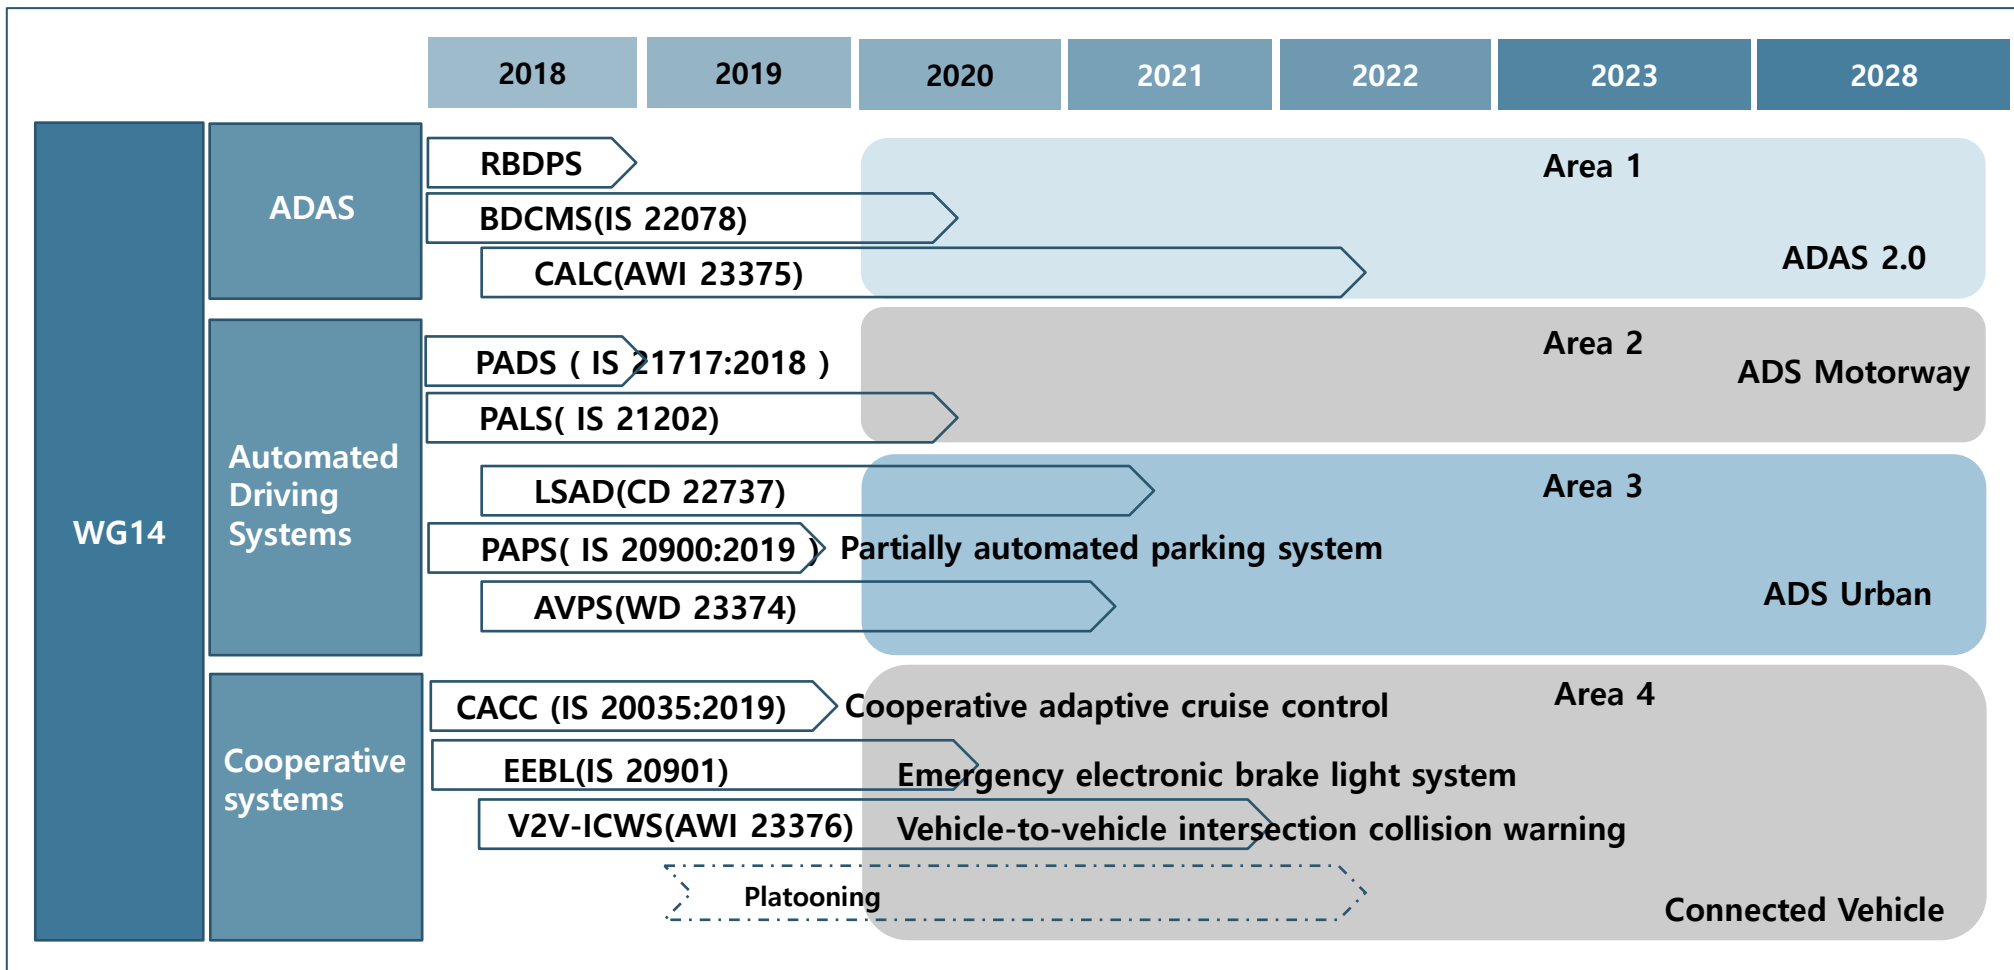 2018 2019 2020 2021 2022 2023 2028
WG14
ADAS
RBDPS
BDCMS(IS 22078)
CALC(AWI 23375)
Area 1
ADAS 2.0
Automated
Driving
Systems
PADS ( IS 21717:2018 )
PALS( IS 21202)
Area 2
ADS Motorway
LSAD(CD 22737)
PAPS( IS 20900:2019 ) Partially automated parking system
AVPS(WD 23374)
Area 3
ADS Urban
Cooperative
systems
CACC (IS 20035:2019) Cooperative adaptive cruise control
EEBL(IS 20901) Emergency electronic brake light system
V2V-ICWS(AWI 23376) Vehicle-to-vehicle intersection collision warning
Platooning
Area 4
Connected Vehicle